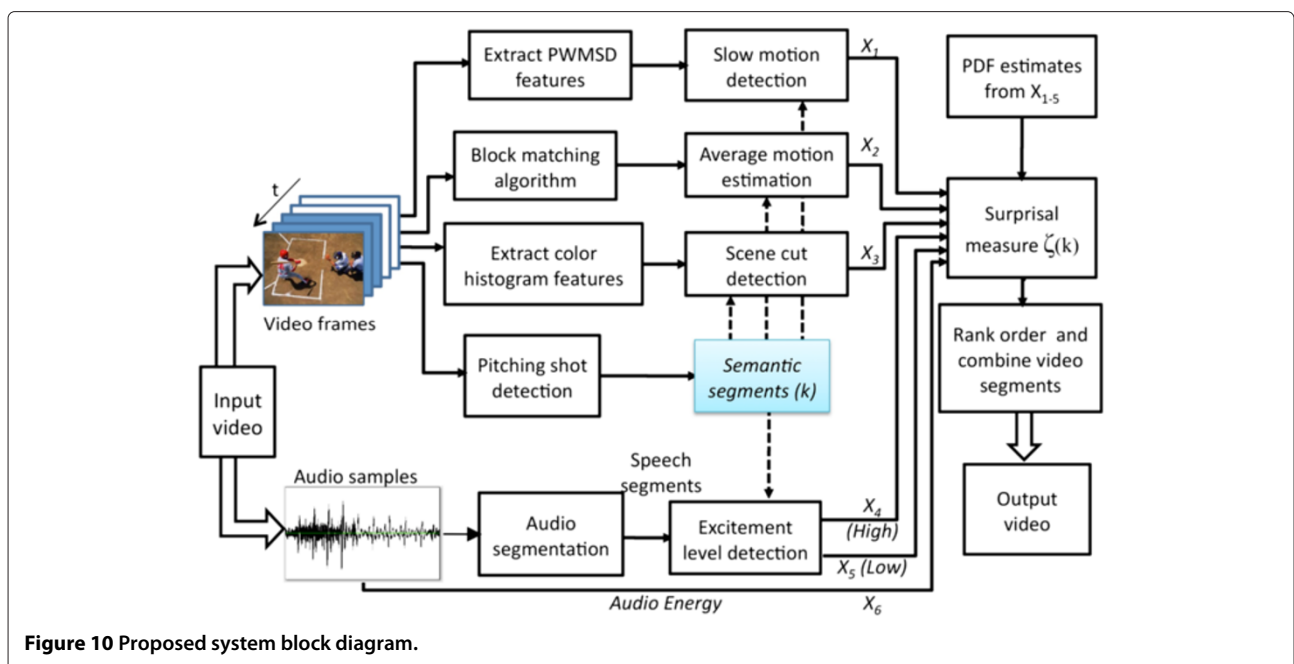 Extract PWMSD
features
Slow motion
detection
X1
PDF estimates
from X1-5
Block matching
algorithm
Average motion
estimation
X2
t
Extract color
histogram features
Scene cut
detection
X3
Surprisal
measure ζ(k)
Video frames
Pitching shot
detection
Semantic
segments (k)
Rank order and
combine video
segments
Input
video
Audio samples
Speech
segments
Audio
segmentation
Excitement
level detection
X4
(High)
X5 (Low)
Output
video
Audio Energy
X6
Figure 10 Proposed system block diagram.